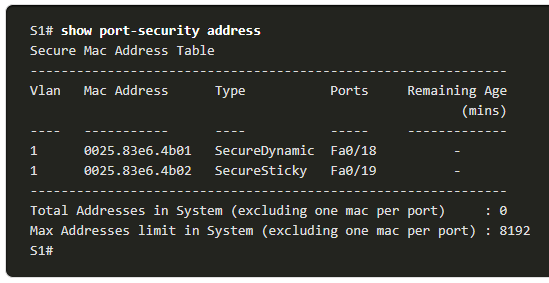 S1# show port-security address
Secure Mac Address Table
--------------------------------------------------------------
Vlan   Mac Address      Type           Ports     Remaining Age
                                                            (mins)
----   -----------      ----           -----     -------------
1      0025.83e6.4b01   SecureDynamic  Fa0/18          -
1      0025.83e6.4b02   SecureSticky   Fa0/19          -
--------------------------------------------------------------
Total Addresses in System (excluding one mac per port)     : 0
Max Addresses limit in System (excluding one mac per port) : 8192
S1#